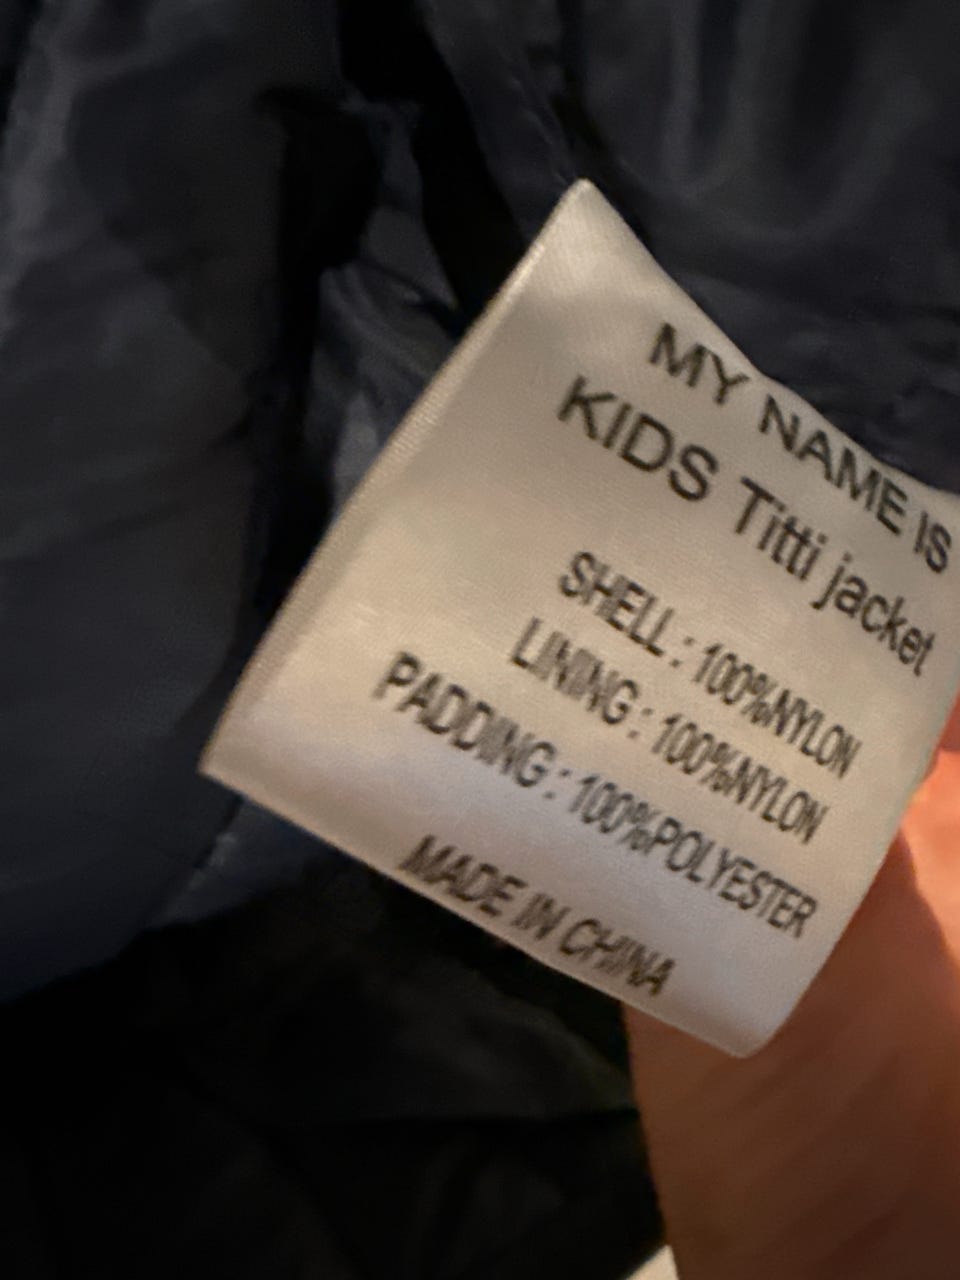 MY NAME IS
KIDS Titti jacket
SHELL : 100%NYLON
LINING : 100%NYLON
PADDING : 100%POLYESTER
MADE IN CHINA